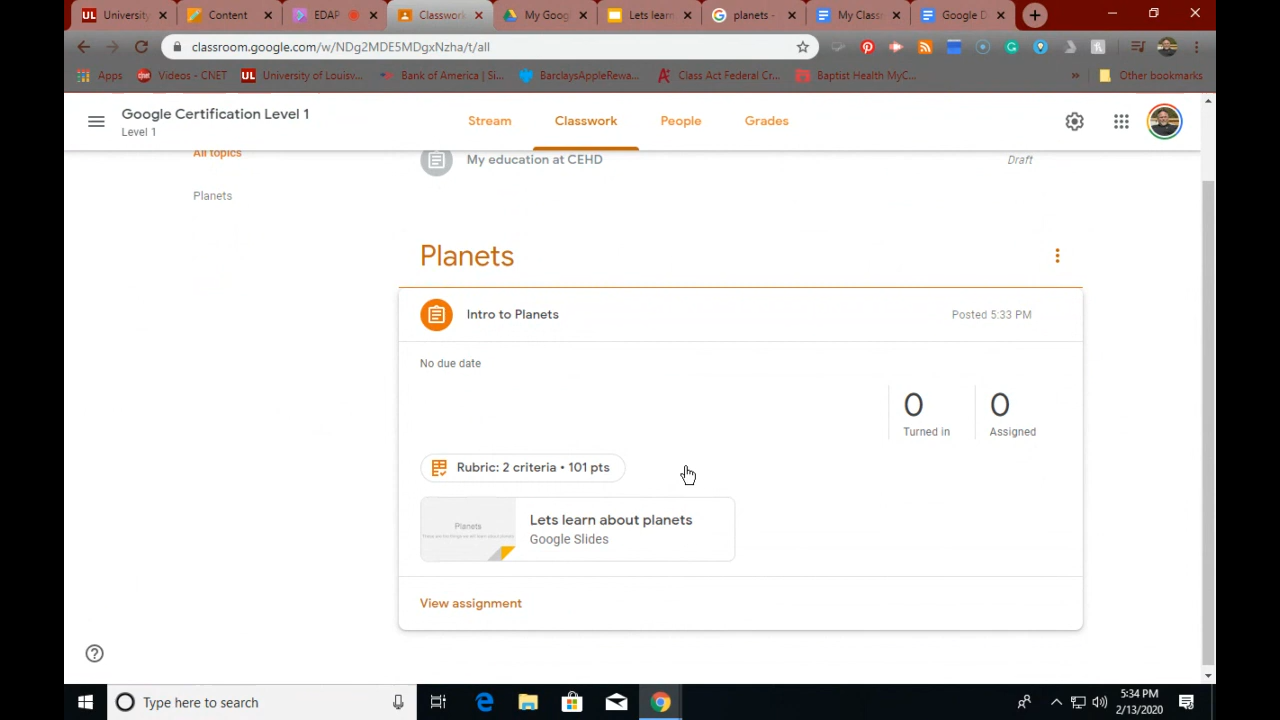 UL University
Content
EDAP
Classwork
My Goog
Lets learn
planets -
My Class
Google D
classroom.google.com/w/NDg2MDE5MDgxNzha/t/all
Apps
Videos - CNET
UL University of Louisv...
Bank of America | Si...
BarclaysAppleRewa...
Class Act Federal Cr...
Baptist Health MyC...
»
Other bookmarks
Google Certification Level 1
Level 1
Stream
Classwork
People
Grades
All topics
Planets
My education at CEHD
Draft
Planets
Intro to Planets
Posted 5:33 PM
No due date
0
Turned in
0
Assigned
Rubric: 2 criteria • 101 pts
Planets
Lets learn about planets
Google Slides
View assignment
Type here to search
5:34 PM
2/13/2020